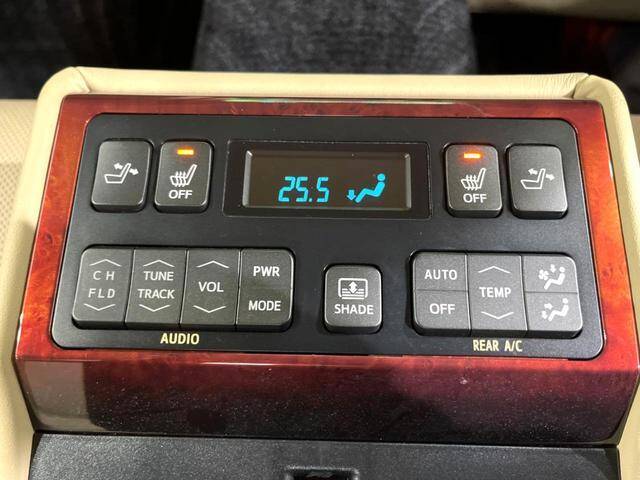 OFF
25.5
OFF
CH
FLD
TUNE
TRACK
VOL
PWR
MODE
SHADE
AUTO
OFF
TEMP
AUDIO
REAR A/C